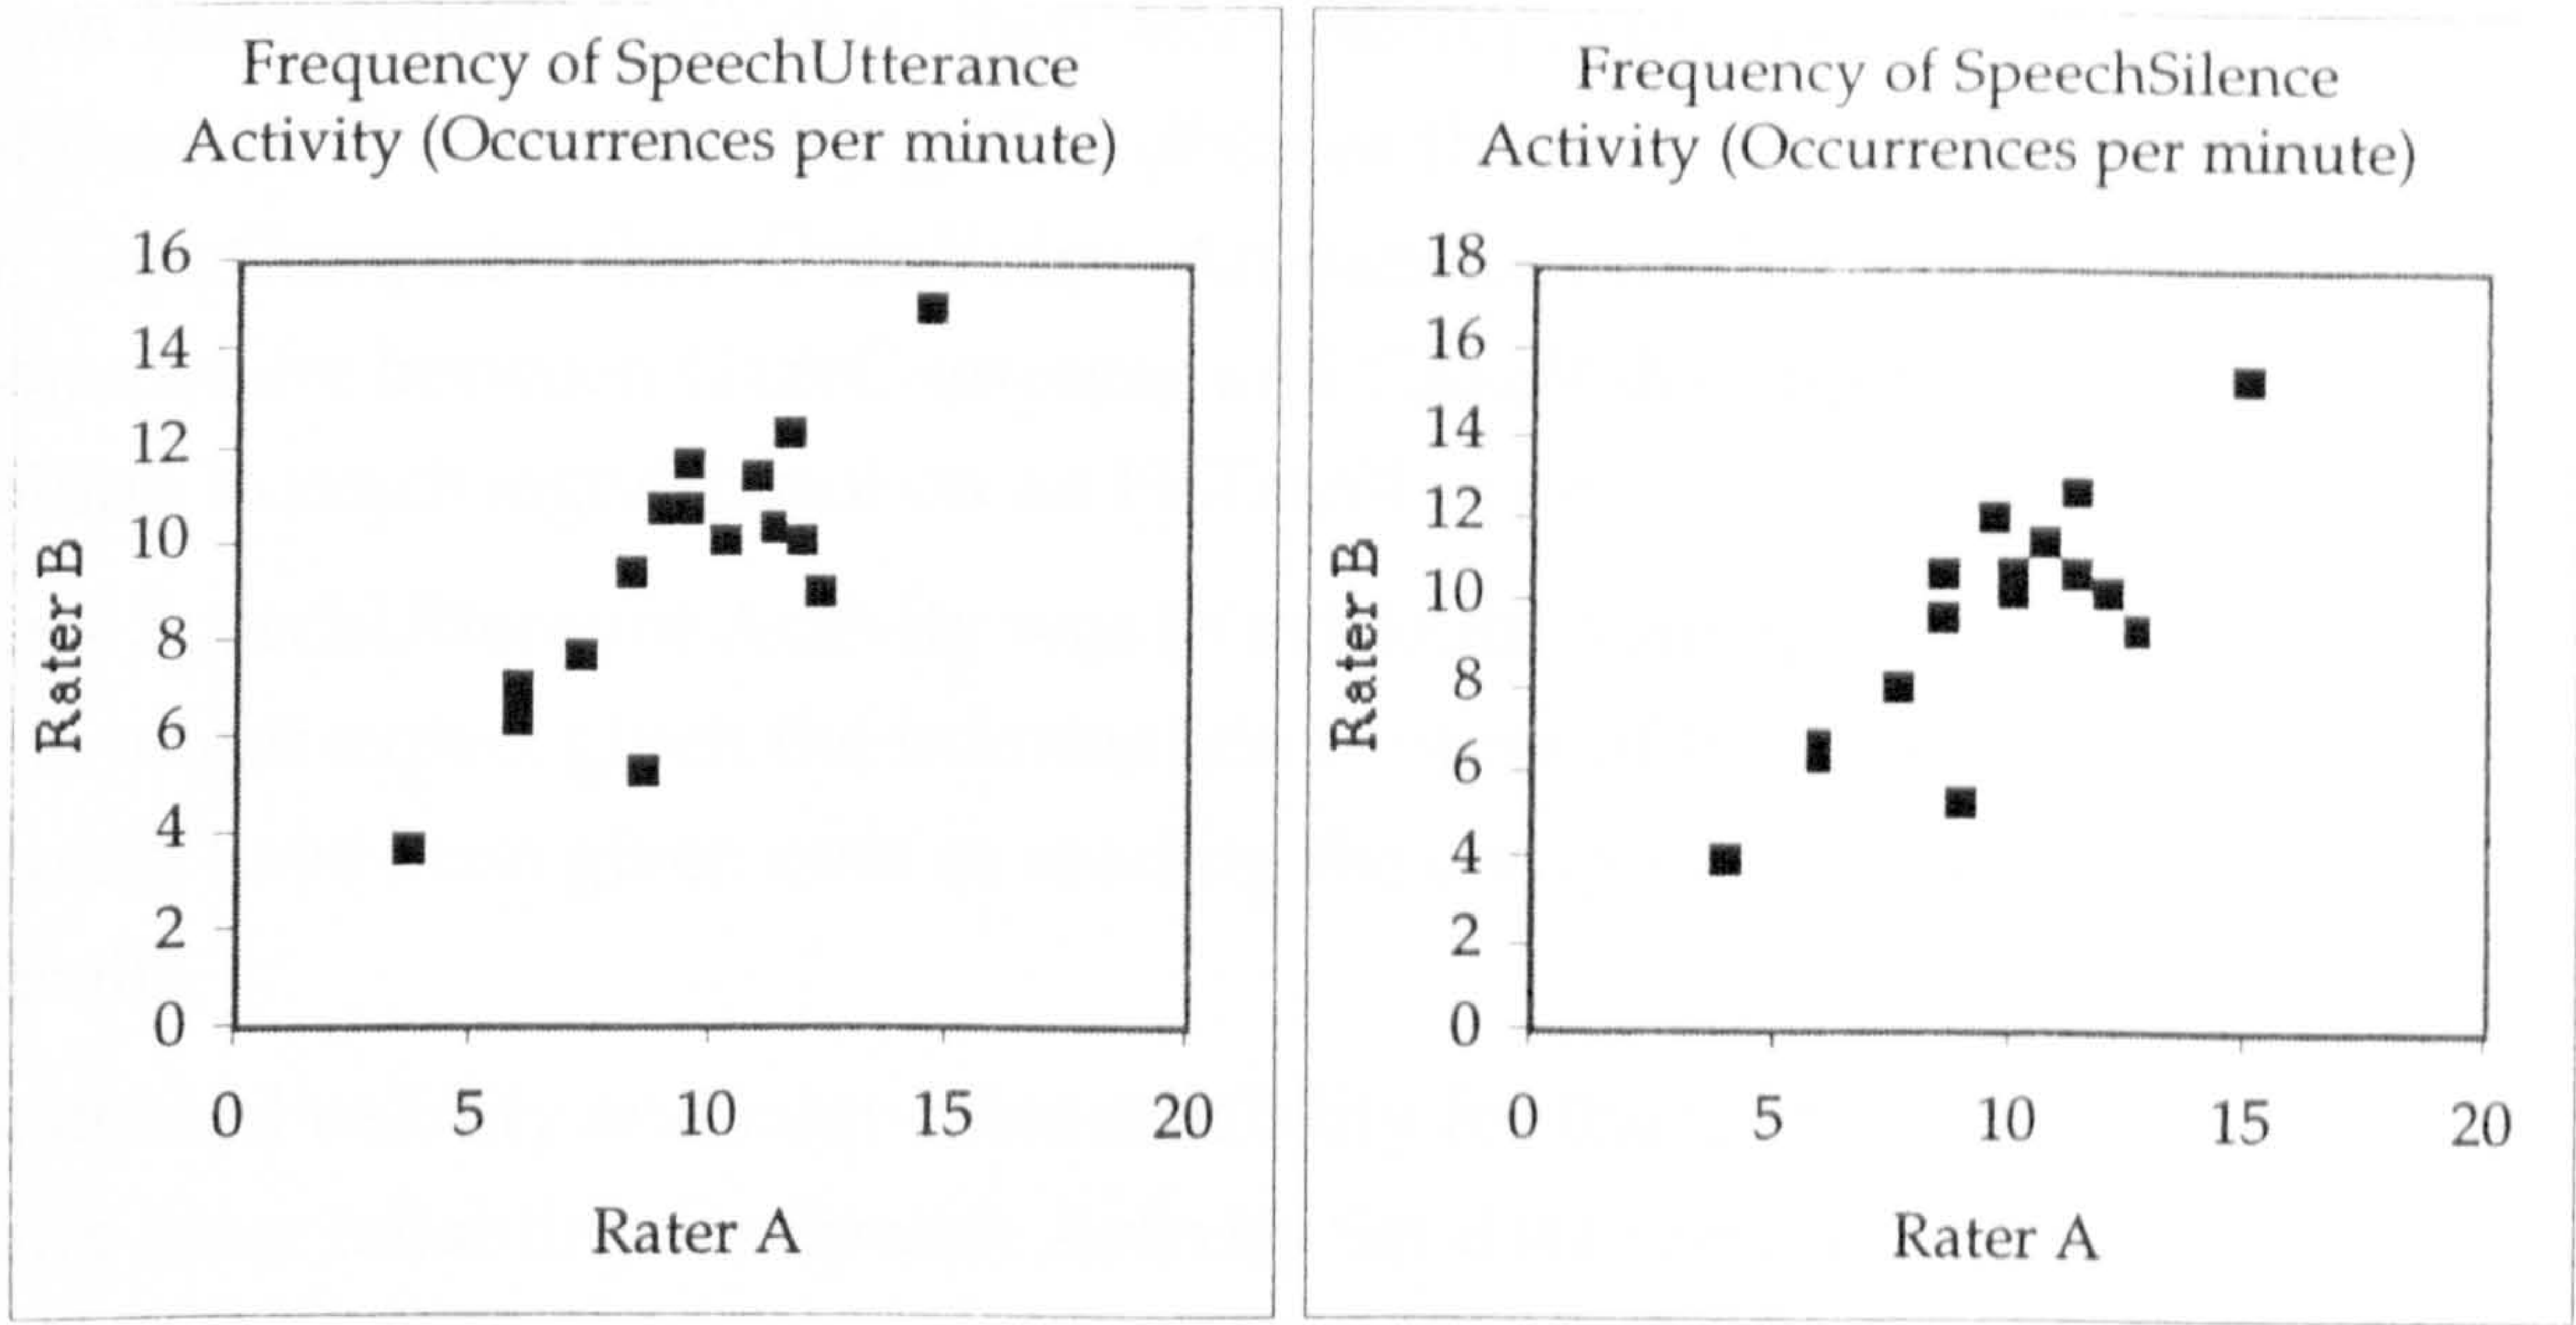 Frequency of SpeechUtterance
Activity (Occurrences per minute)
16
14
12
10
8
6
4
2
0
Rater B
0 5 10 15 20
Rater A
Frequency of SpeechSilence
Activity (Occurrences per minute)
18
16
14
12
10
8
6
4
2
0
Rater B
0 5 10 15 20
Rater A